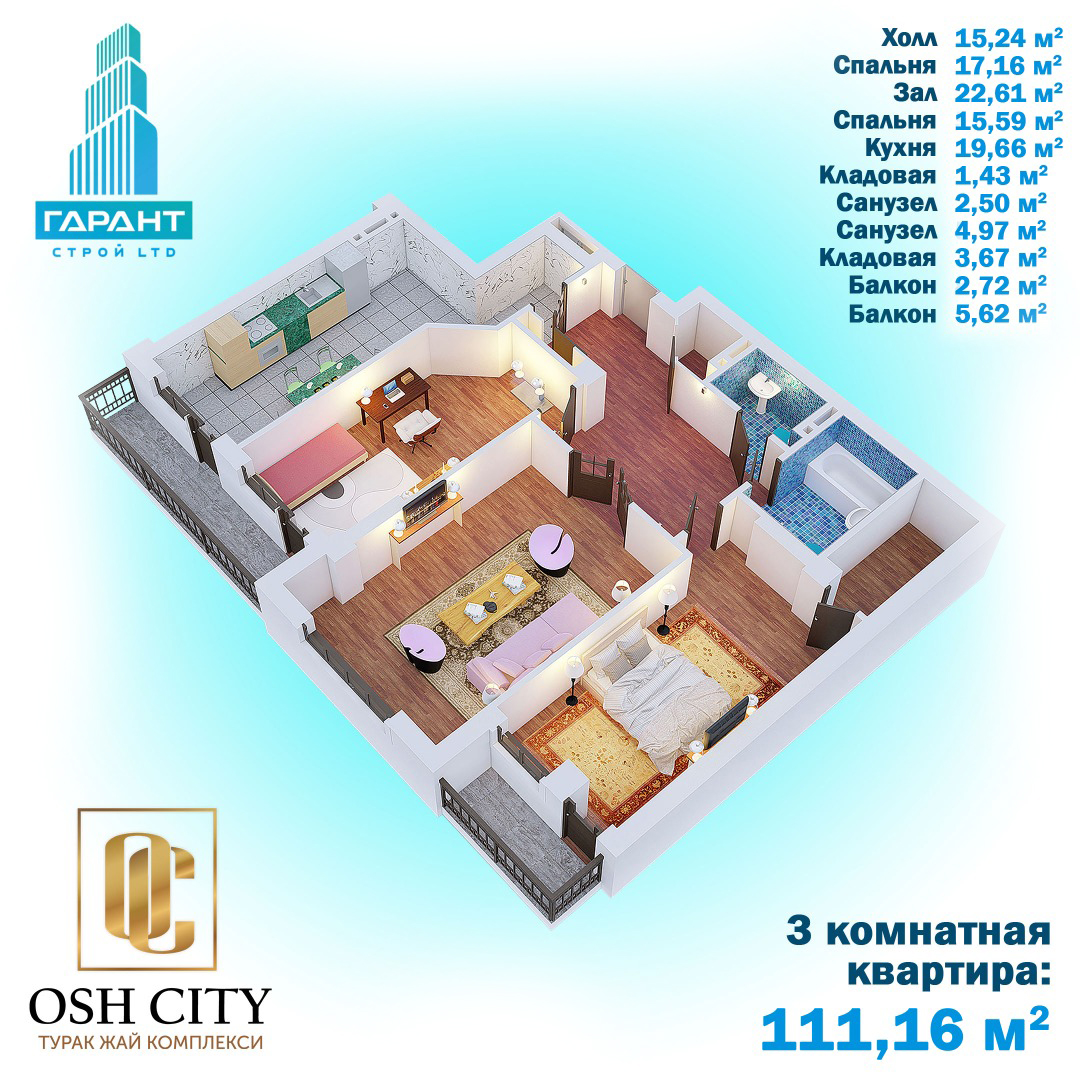 ГАРАНТ
СТРОЙ LTD
Холл 15,24 м²
Спальня 17,16 м²
Зал 22,61 м²
Спальня 15,59 м²
Кухня 19,66 м²
Кладовая 1,43 м²
Санузел 2,50 м²
Санузел 4,97 м²
Кладовая 3,67 м²
Балкон 2,72 м²
Балкон 5,62 м²
OC
OSH CITY
ТУРАК ЖАЙ КОМПЛЕКСИ
3 комнатная
квартира:
111,16 м²